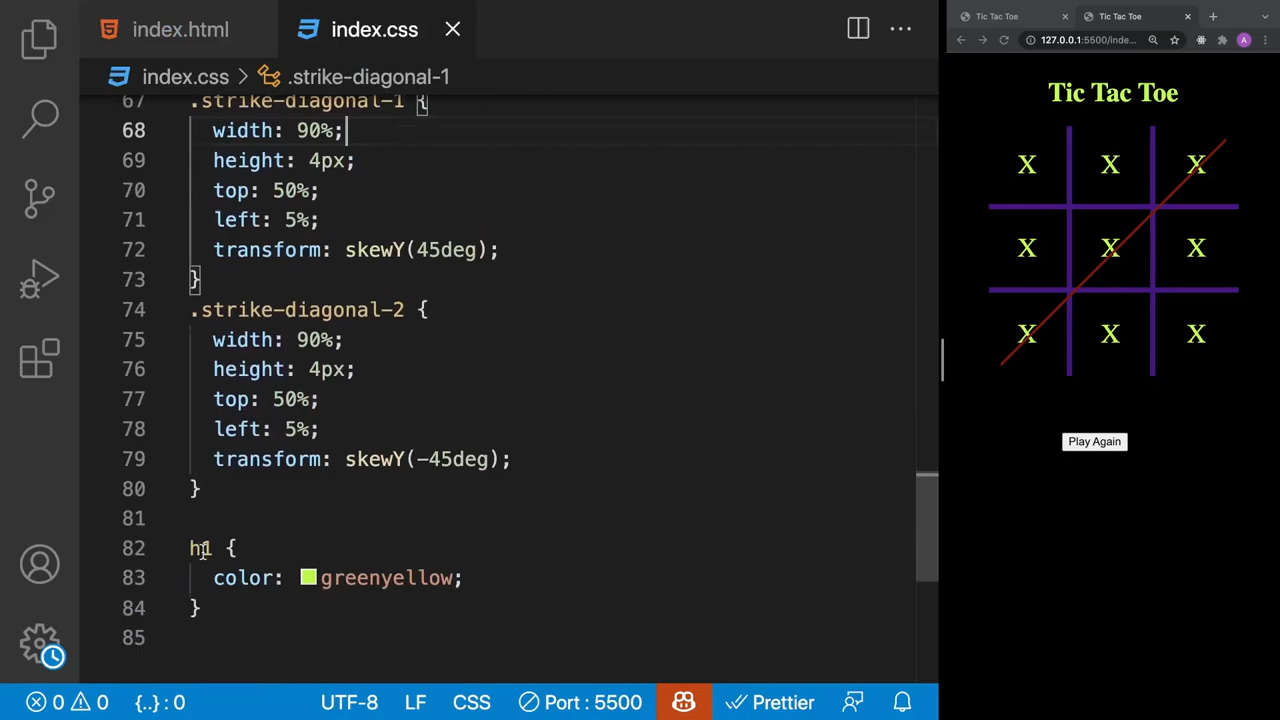 index.html
index.css
index.css > .strike-diagonal-1
67 .strike-diagonal-1 {
68 width: 90%;
69 height: 4px;
70 top: 50%;
71 left: 5%;
72 transform: skewY(45deg);
73 }
74 .strike-diagonal-2 {
75 width: 90%;
76 height: 4px;
77 top: 50%;
78 left: 5%;
79 transform: skewY(-45deg);
80 }
81
82 h1 {
83 color: greenyellow;
84 }
85
0 0 {..} : 0 UTF-8 LF CSS Port : 5500 Prettier
Tic Tac Toe Tic Tac Toe
127.0.0.1:5500/inde... A
Tic Tac Toe
X X X
X X X
X X X
Play Again